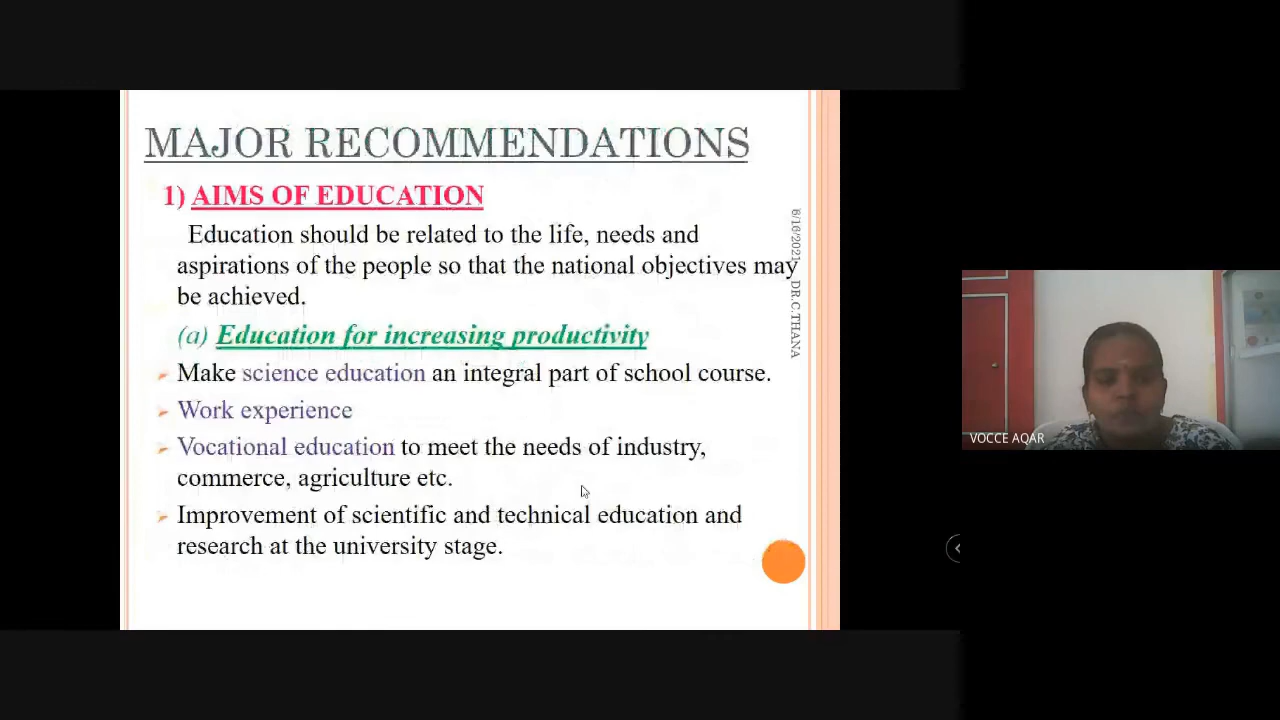 MAJOR RECOMMENDATIONS
1) AIMS OF EDUCATION
Education should be related to the life, needs and
aspirations of the people so that the national objectives may
be achieved.
(a) Education for increasing productivity
Make science education an integral part of school course.
Work experience
Vocational education to meet the needs of industry,
commerce, agriculture etc.
Improvement of scientific and technical education and
research at the university stage.
8/16/2021 DR.C.THANA
VOCCE AQAR